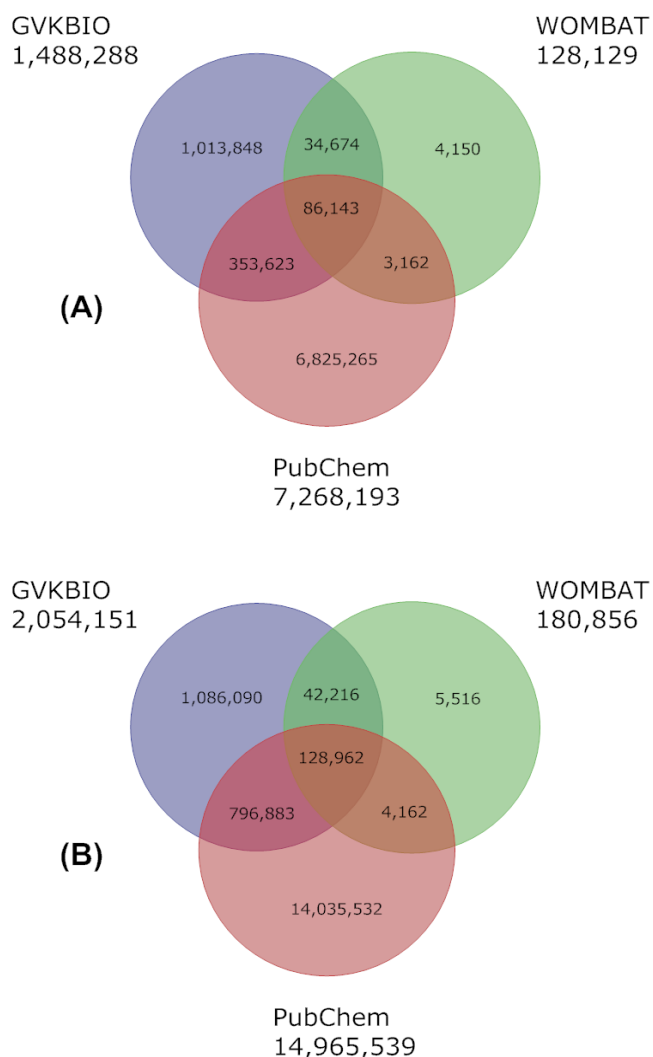 GVKBIO
1,488,288
WOMBAT
128,129
1,013,848
34,674
4,150
86,143
353,623
3,162
(A)
6,825,265
PubChem
7,268,193
GVKBIO
2,054,151
WOMBAT
180,856
1,086,090
42,216
5,516
128,962
796,883
4,162
(B)
14,035,532
PubChem
14,965,539